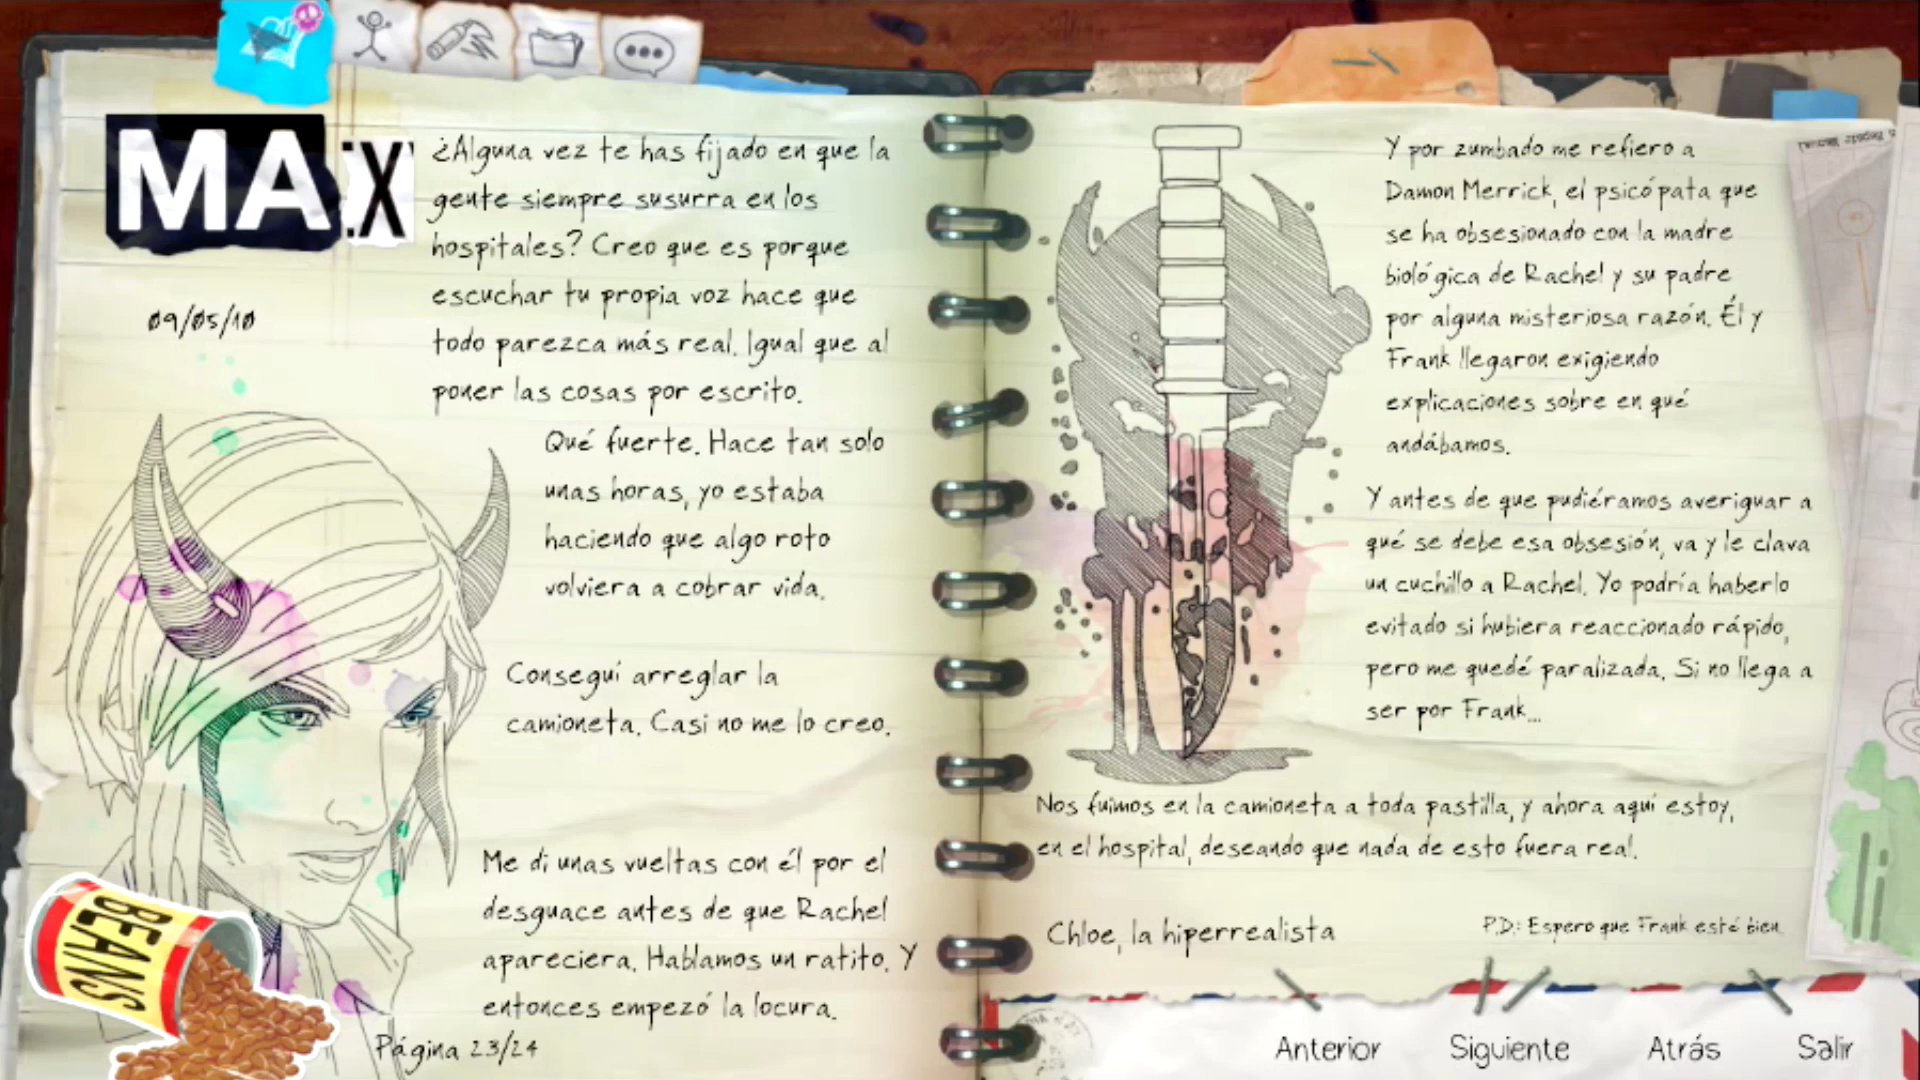 MAX
09/05/10
¿Alguna vez te has fijado en que la
gente siempre susurra en los
hospitales? Creo que es porque
escuchar tu propia voz hace que
todo parezca más real. Igual que al
poner las cosas por escrito.
Qué fuerte. Hace tan solo
unas horas, yo estaba
haciendo que algo roto
volviera a cobrar vida.
Conseguí arreglar la
camioneta. Casi no me lo creo.
Me di unas vueltas con él por el
desguace antes de que Rachel
apareciera. Hablamos un ratito. Y
entonces empezó la locura.
BEANS
Página 23/24
Y por zumbado me refiero a
Damon Merrick, el psicópata que
se ha obsesionado con la madre
biológica de Rachel y su padre
por alguna misteriosa razón. Él y
Frank llegaron exigiendo
explicaciones sobre en qué
andábamos.
Y antes de que pudiéramos averiguar a
qué se debe esa obsesión, va y le clava
un cuchillo a Rachel. Yo podría haberlo
evitado si hubiera reaccionado rápido,
pero me quedé paralizada. Si no llega a
ser por Frank...
Nos fuimos en la camioneta a toda pastilla, y ahora aquí estoy,
en el hospital, deseando que nada de esto fuera real.
Chloe, la hiperrealista
P.D.: Espero que Frank esté bien.
Anterior
Siguiente
Atrás
Salir